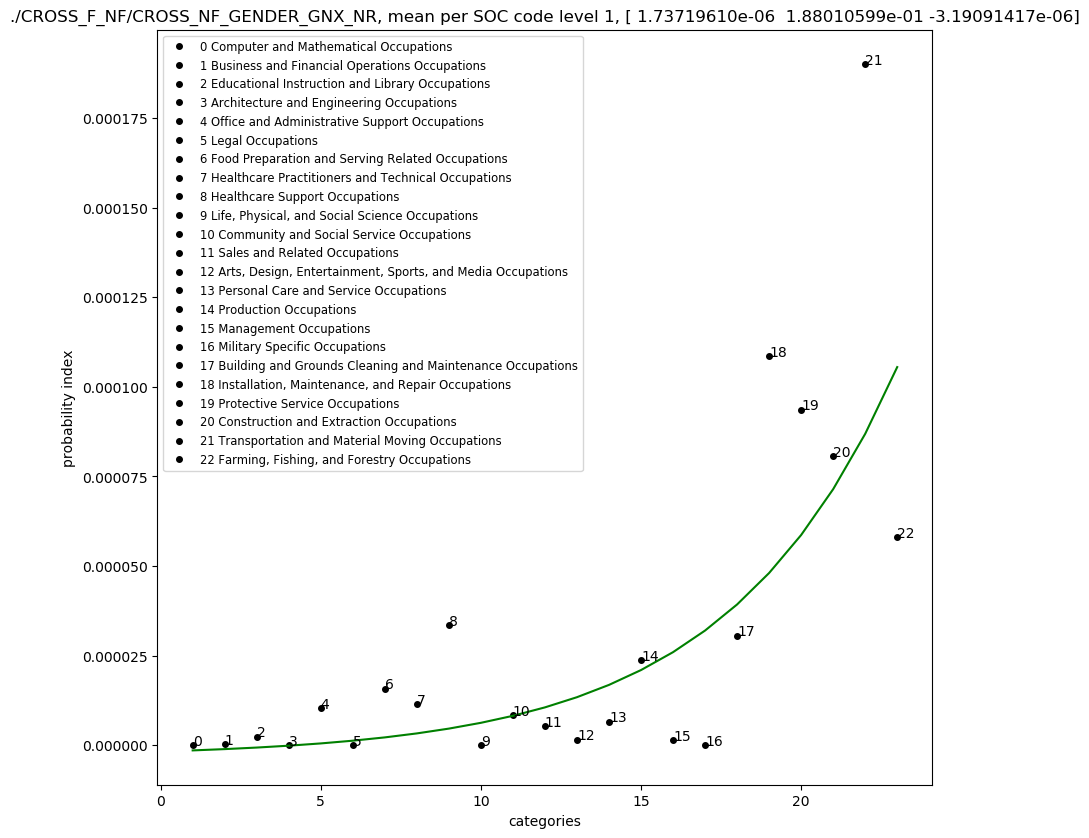 ./CROSS_F_NF/CROSS_NF_GENDER_GNX_NR, mean per SOC code level 1, [ 1.73719610e-06  1.88010599e-01 -3.19091417e-06]
0 Computer and Mathematical Occupations
1 Business and Financial Operations Occupations
2 Educational Instruction and Library Occupations
3 Architecture and Engineering Occupations
4 Office and Administrative Support Occupations
5 Legal Occupations
6 Food Preparation and Serving Related Occupations
7 Healthcare Practitioners and Technical Occupations
8 Healthcare Support Occupations
9 Life, Physical, and Social Science Occupations
10 Community and Social Service Occupations
11 Sales and Related Occupations
12 Arts, Design, Entertainment, Sports, and Media Occupations
13 Personal Care and Service Occupations
14 Production Occupations
15 Management Occupations
16 Military Specific Occupations
17 Building and Grounds Cleaning and Maintenance Occupations
18 Installation, Maintenance, and Repair Occupations
19 Protective Service Occupations
20 Construction and Extraction Occupations
21 Transportation and Material Moving Occupations
22 Farming, Fishing, and Forestry Occupations
probability index
0.000175
0.000150
0.000125
0.000100
0.000075
0.000050
0.000025
0.000000
0
1
2
3
4
5
6
7
8
9
10
11
12
13
14
15
16
17
18
19
20
21
22
0
5
10
15
20
categories